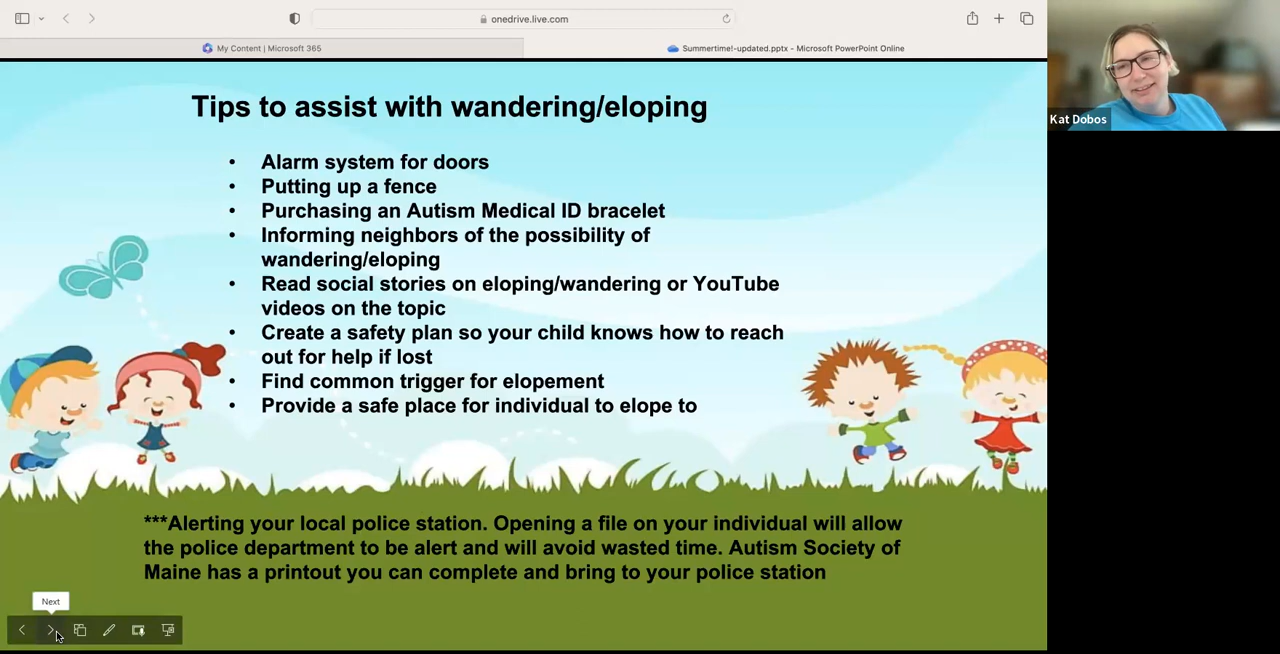 onedrive.live.com
My Content | Microsoft 365
Summertime!-updated.pptx - Microsoft PowerPoint Online
Kat Dobos
Tips to assist with wandering/eloping
• Alarm system for doors
• Putting up a fence
• Purchasing an Autism Medical ID bracelet
• Informing neighbors of the possibility of
wandering/eloping
• Read social stories on eloping/wandering or YouTube
videos on the topic
• Create a safety plan so your child knows how to reach
out for help if lost
• Find common trigger for elopement
• Provide a safe place for individual to elope to
***Alerting your local police station. Opening a file on your individual will allow
the police department to be alert and will avoid wasted time. Autism Society of
Maine has a printout you can complete and bring to your police station
Next